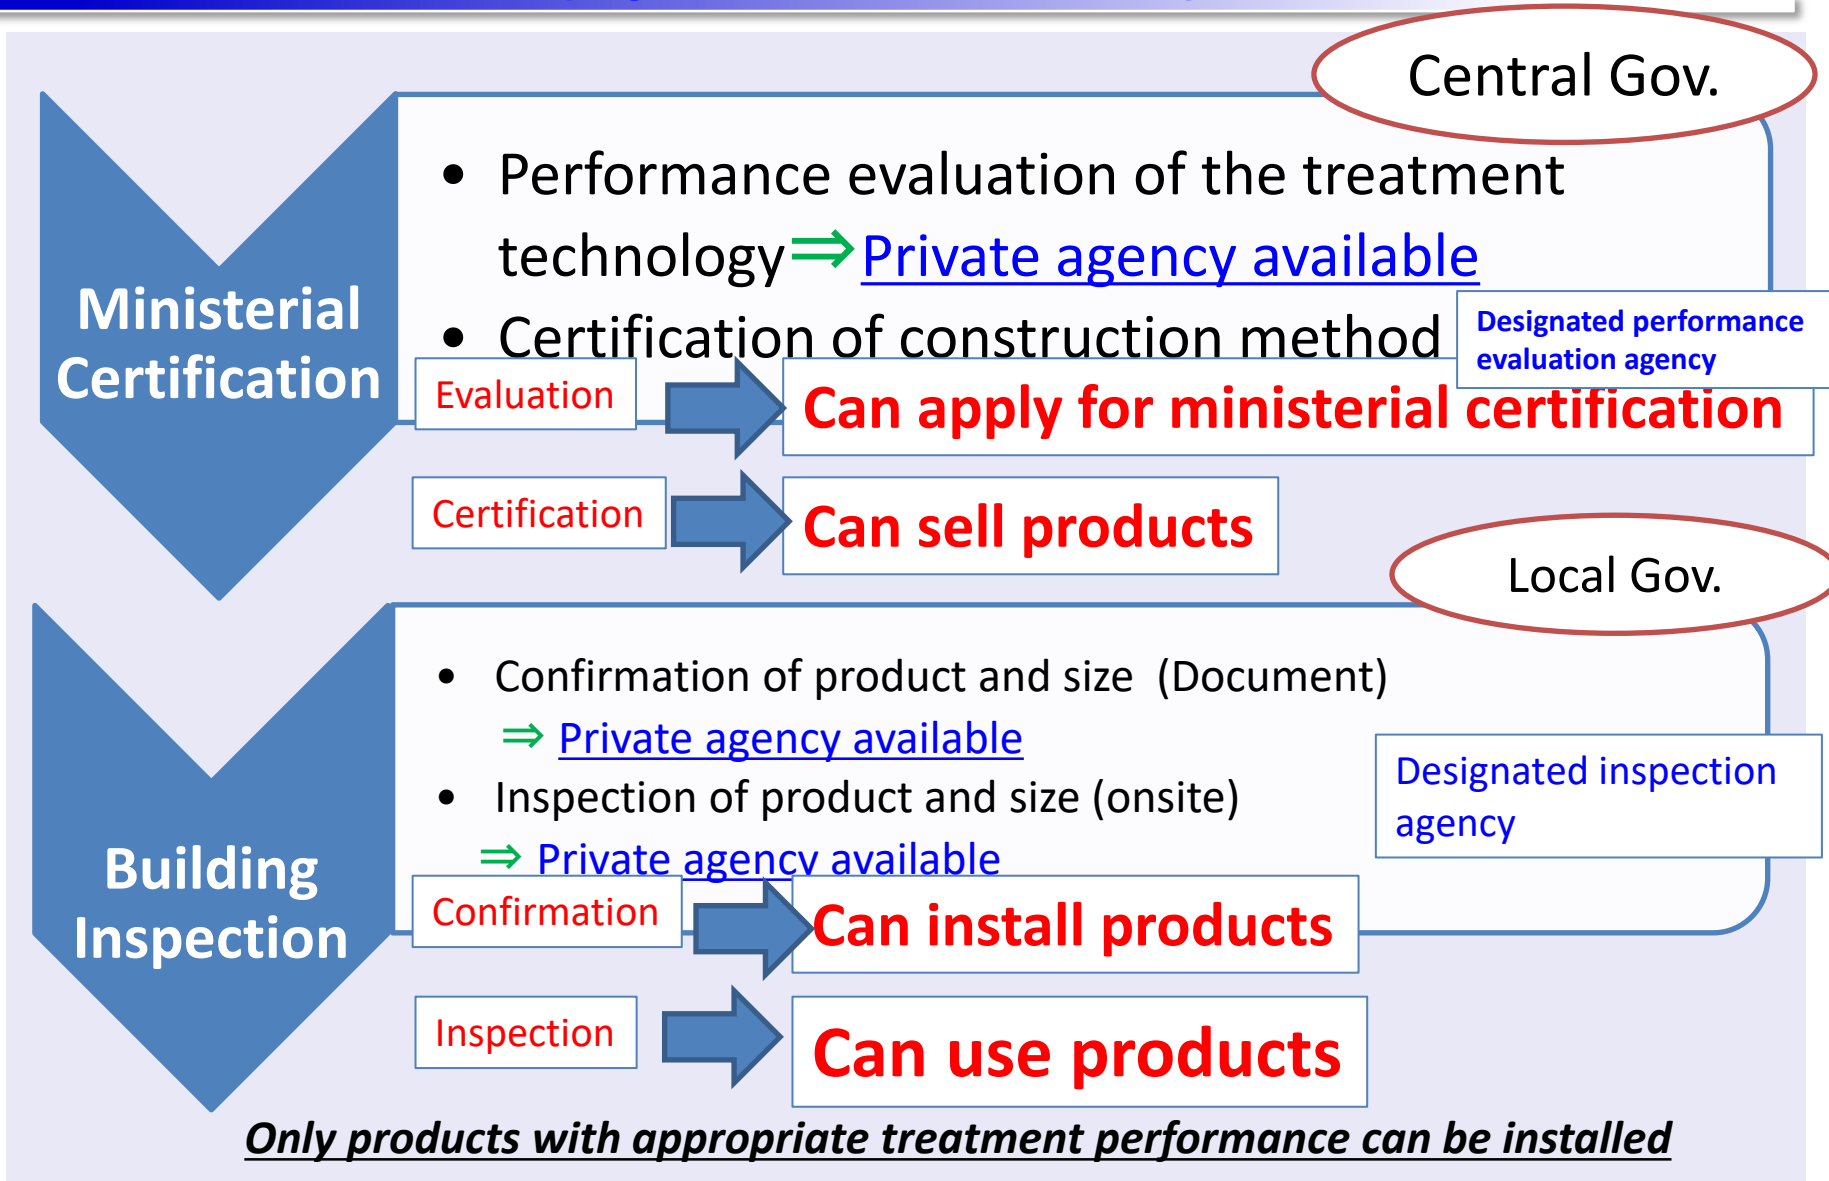 Central Gov.
• Performance evaluation of the treatment
technology⇒Private agency available
• Certification of construction method
Designated performance
evaluation agency
Ministerial
Certification
Evaluation
Can apply for ministerial certification
Certification
Can sell products
Local Gov.
• Confirmation of product and size (Document)
⇒ Private agency available
• Inspection of product and size (onsite)
⇒ Private agency available
Designated inspection
agency
Building
Inspection
Confirmation
Can install products
Inspection
Can use products
Only products with appropriate treatment performance can be installed